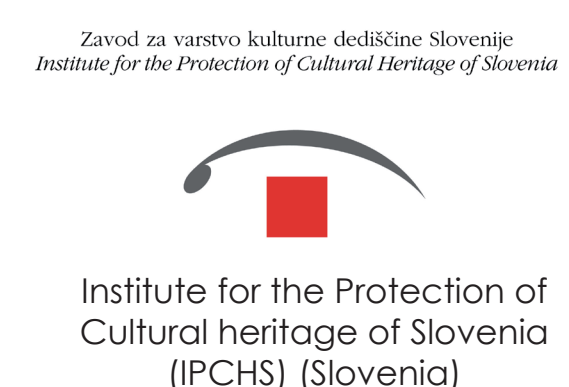 Zavod za varstvo kulturne dediščine Slovenije
Institute for the Protection of Cultural Heritage of Slovenia
Institute for the Protection of
Cultural heritage of Slovenia
(IPCHS) (Slovenia)